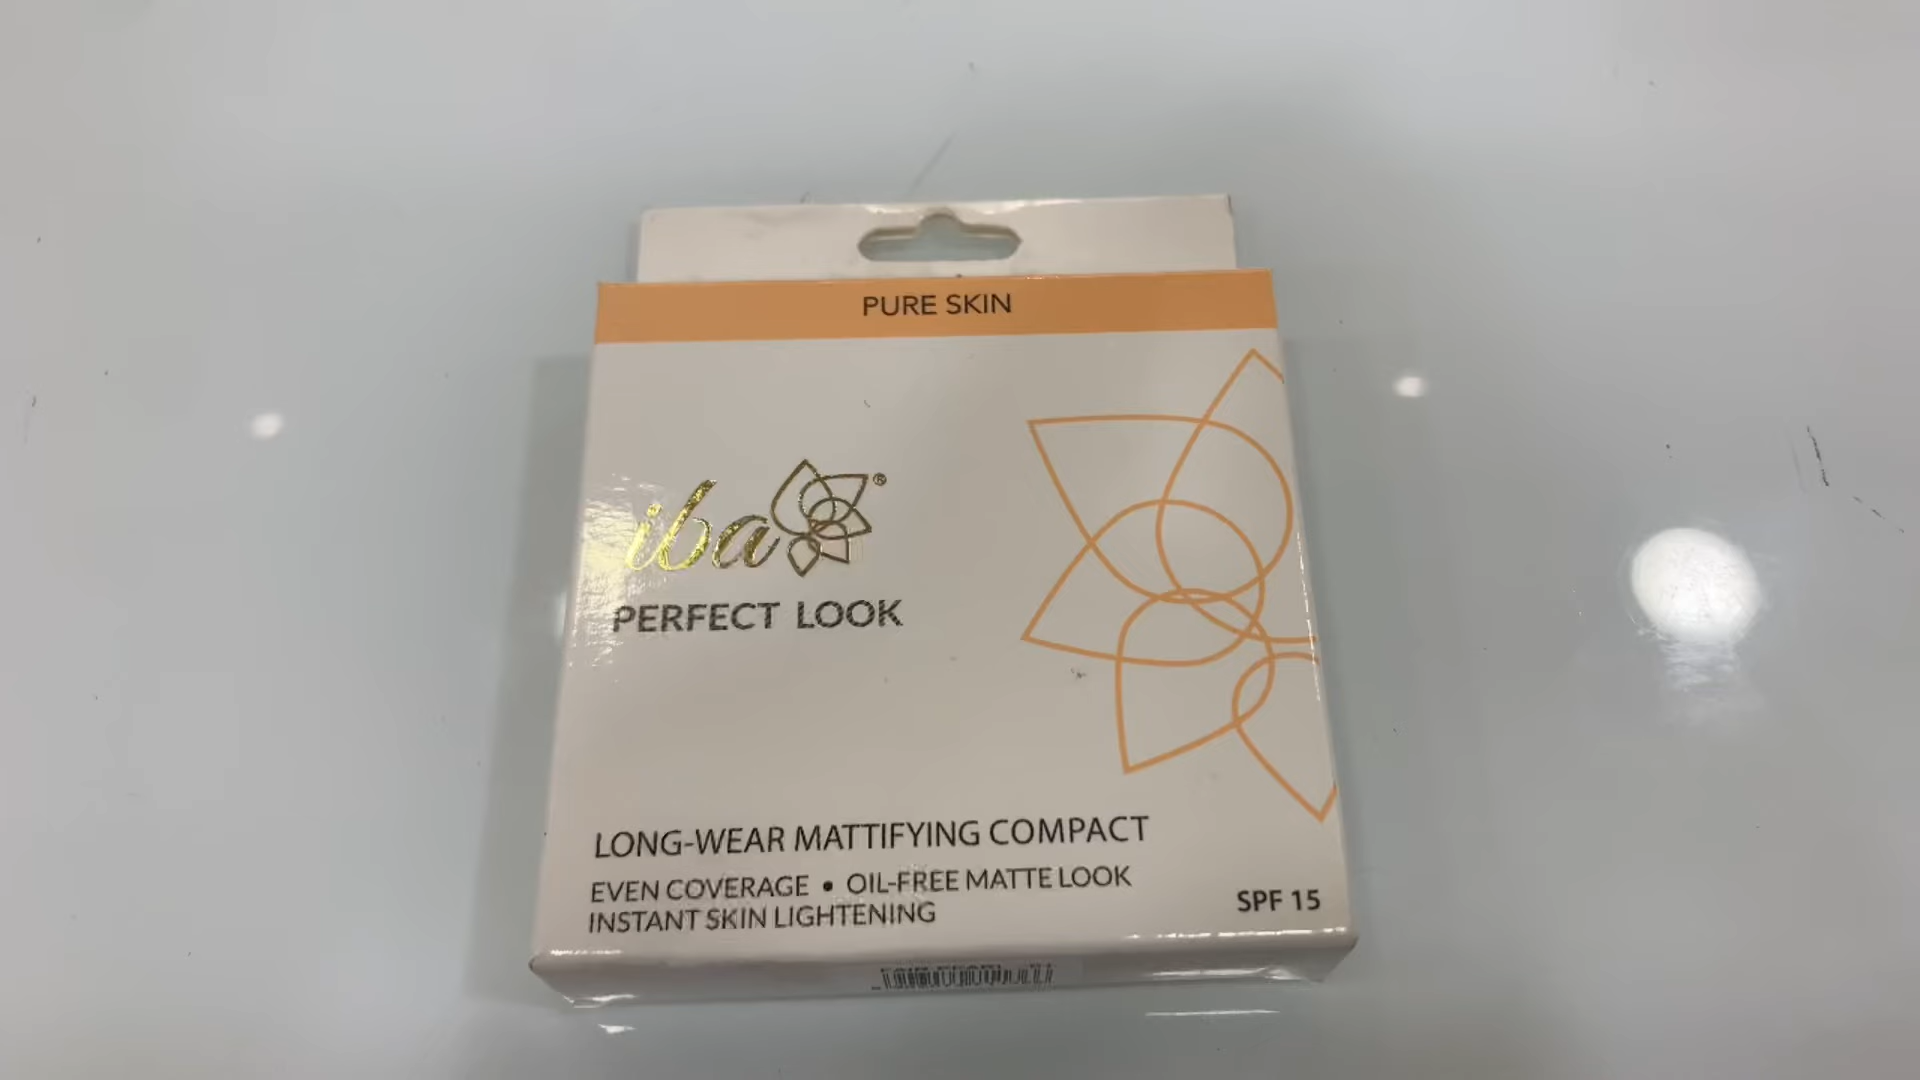 PURE SKIN
iba®
PERFECT LOOK
LONG-WEAR MATTIFYING COMPACT
EVEN COVERAGE • OIL-FREE MATTE LOOK
INSTANT SKIN LIGHTENING
SPF 15